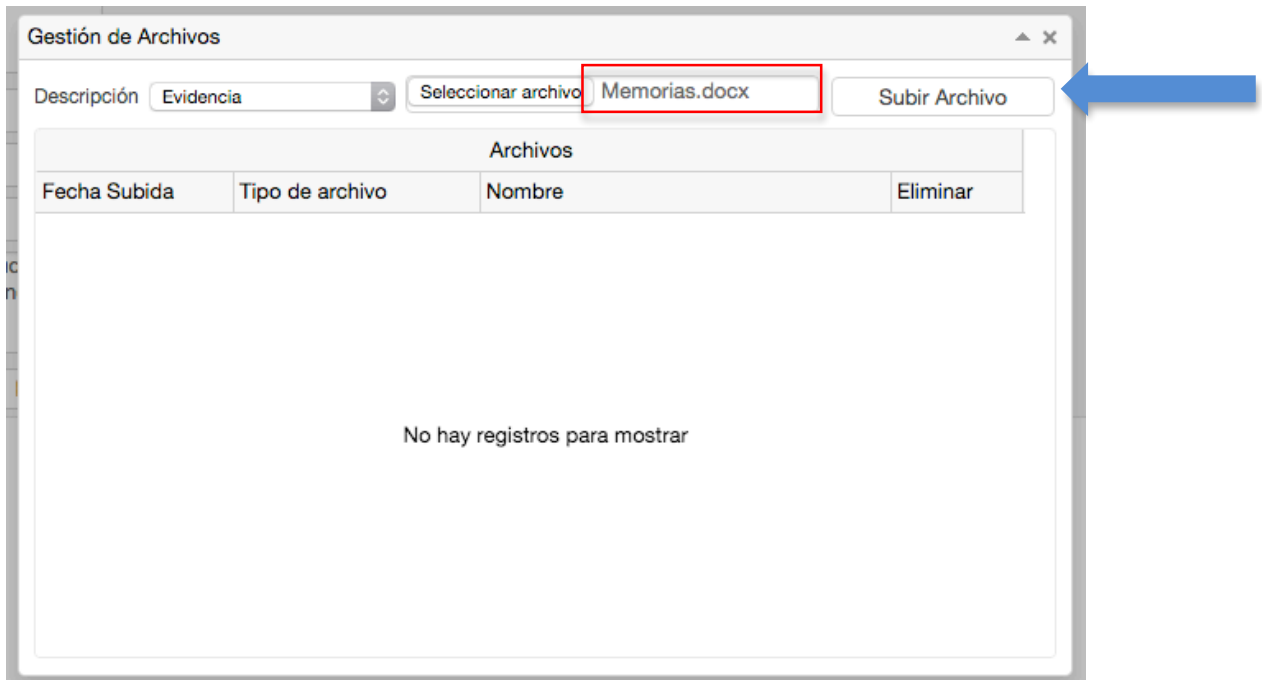 Gestión de Archivos
Descripción Evidencia Seleccionar archivo Memorias.docx Subir Archivo
Archivos
Fecha Subida Tipo de archivo Nombre Eliminar
No hay registros para mostrar